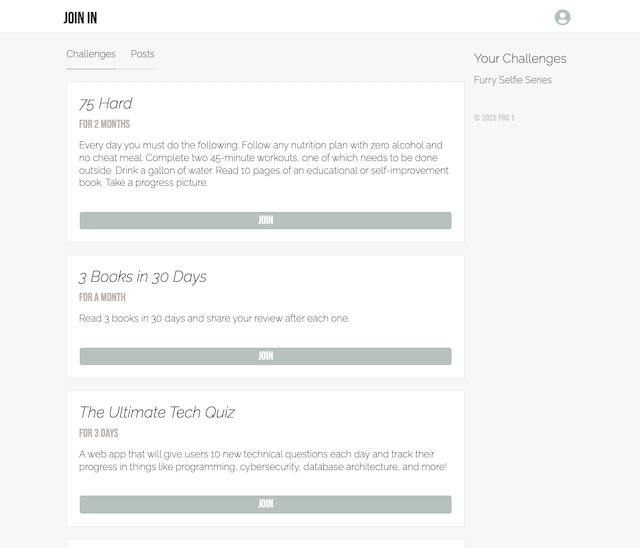 JOIN IN
Challenges
Posts
75 Hard
FOR 2 MONTHS
Every day you must do the following. Follow any nutrition plan with zero alcohol and
no cheat meal. Complete two 45-minute workouts, one of which needs to be done
outside. Drink a gallon of water. Read 10 pages of an educational or self-improvement
book. Take a progress picture.
JOIN
3 Books in 30 Days
FOR A MONTH
Read 3 books in 30 days and share your review after each one.
JOIN
The Ultimate Tech Quiz
FOR 3 DAYS
A web app that will give users 10 new technical questions each day and track their
progress in things like programming, cybersecurity, database architecture, and more!
JOIN
Your Challenges
Furry Selfie Series
© 2022 POD 1